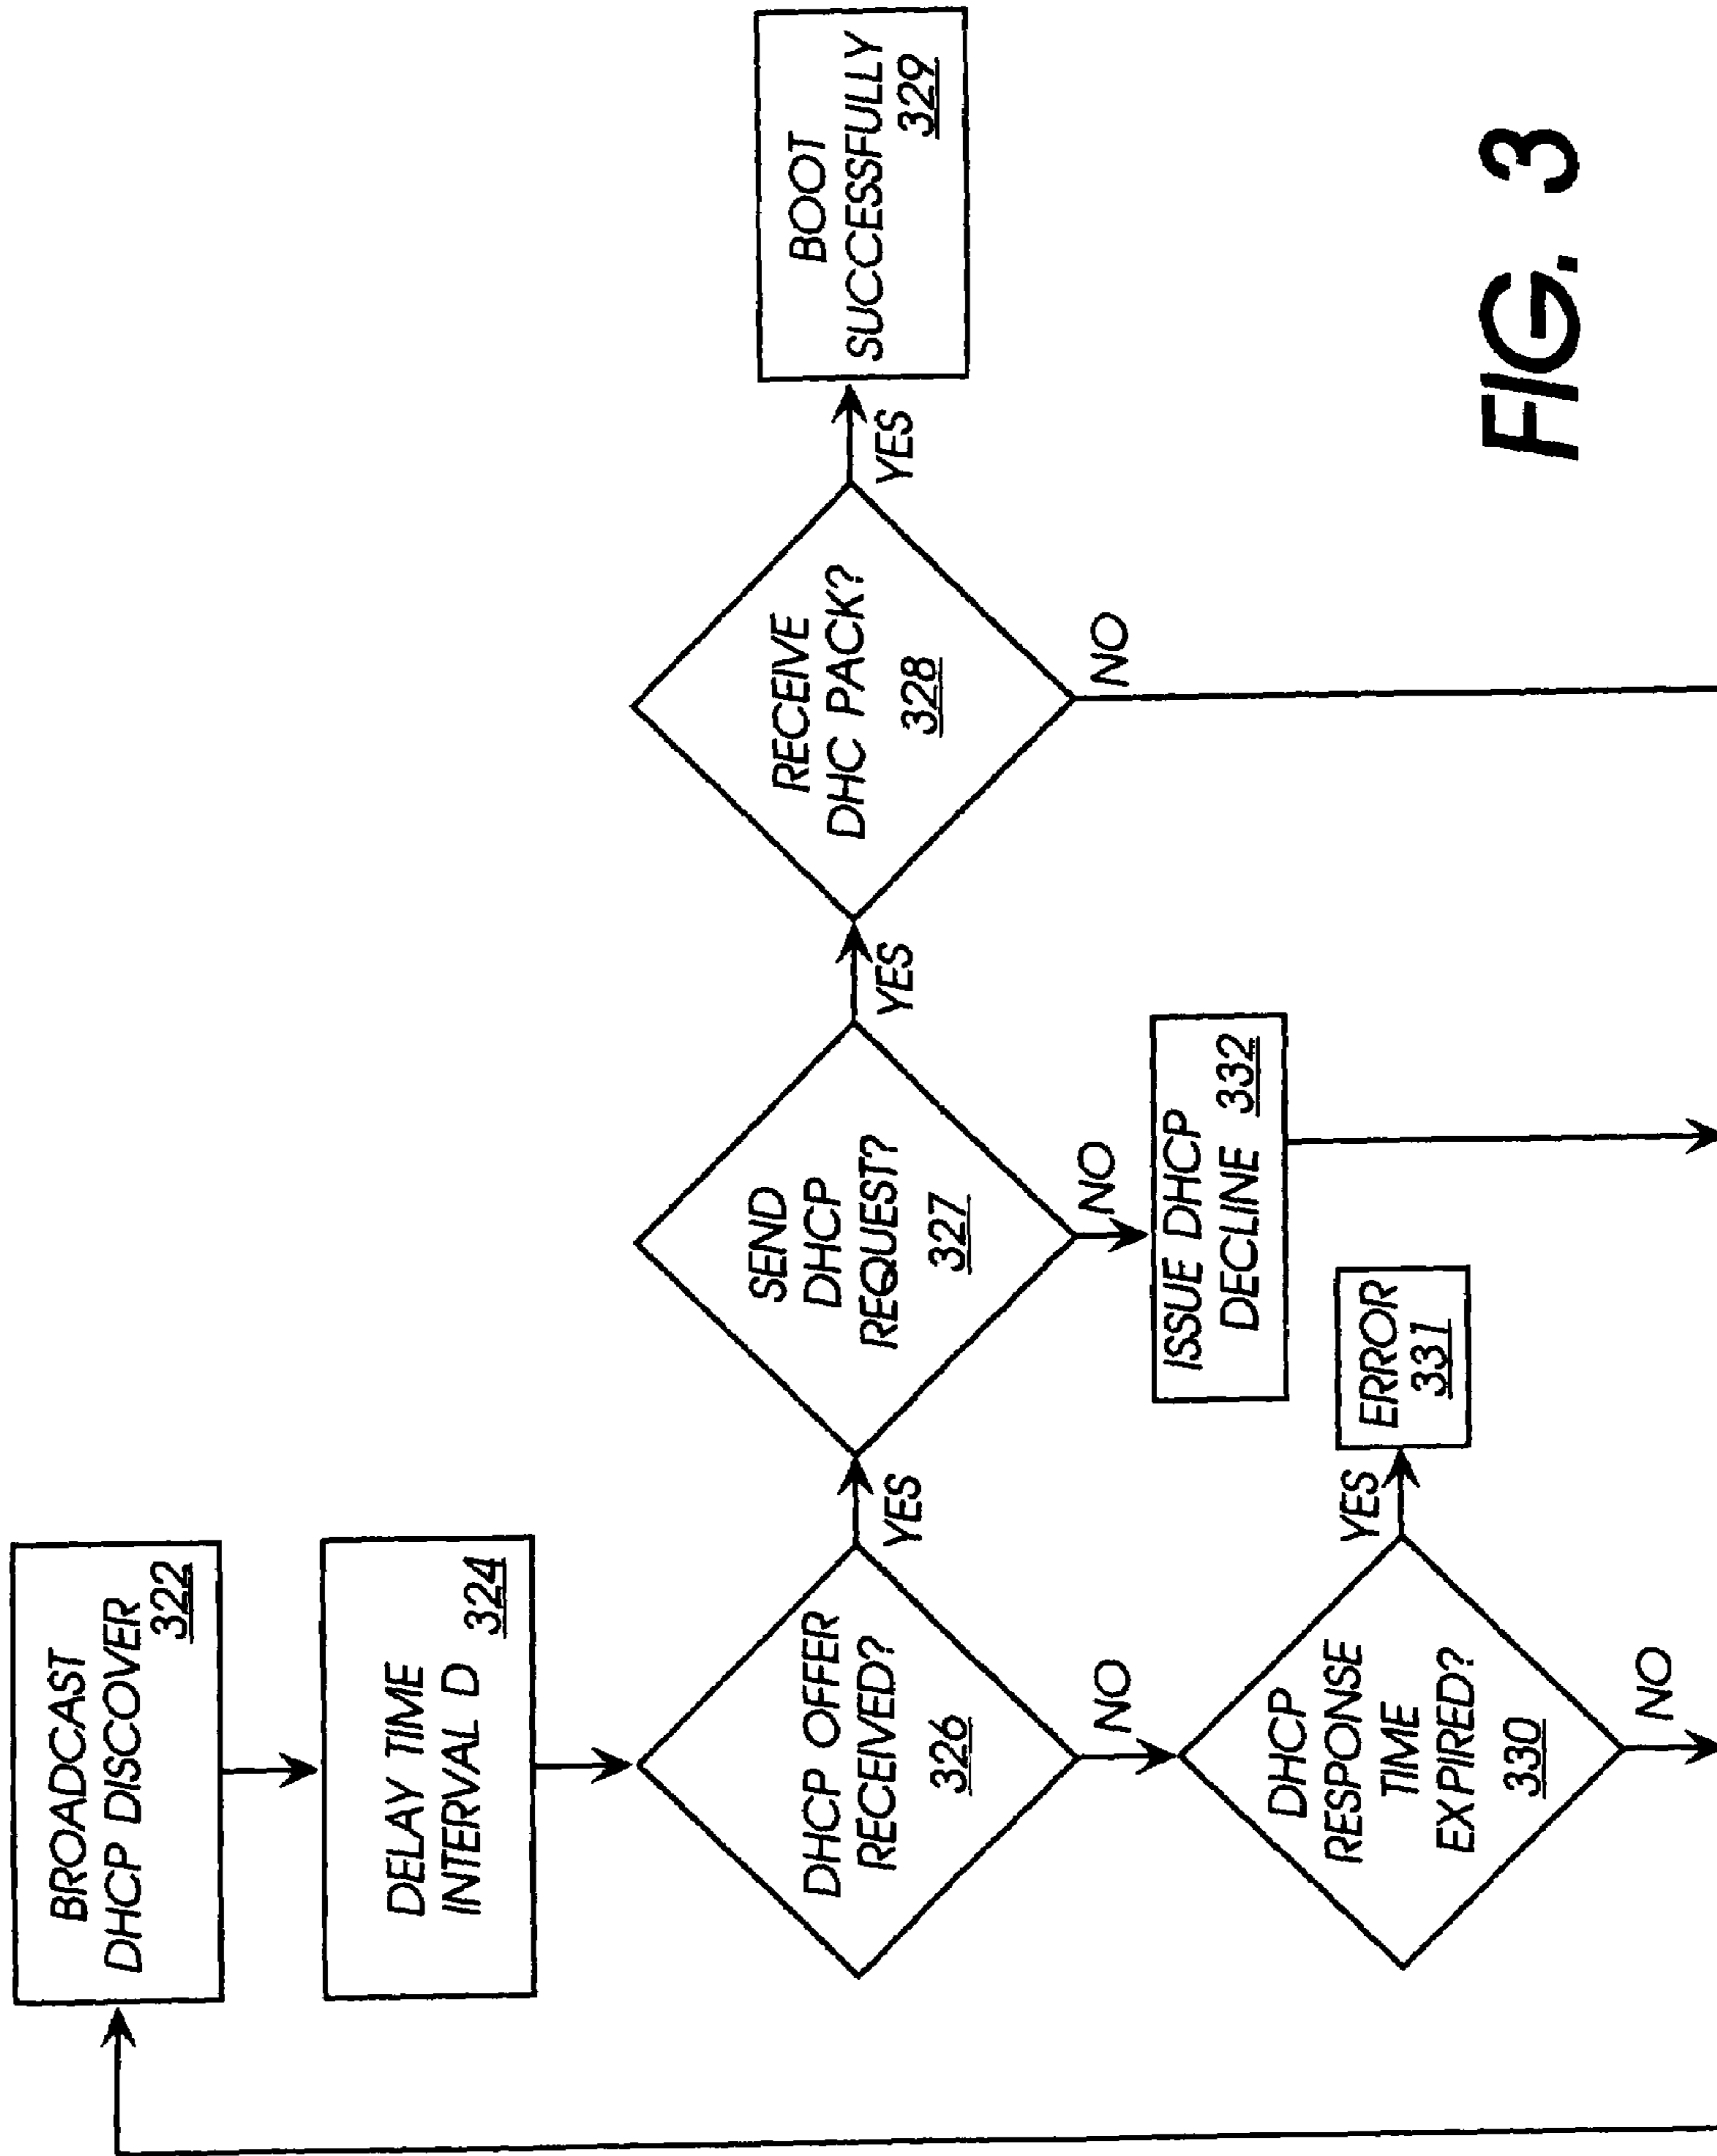 BROADCAST
DHCP DISCOVER
322
DELAY TIME
INTERVAL D
324
DHCP OFFER
RECEIVED?
326
YES
NO
SEND
DHCP
REQUEST?
327
YES
NO
RECEIVE
DHC PACK?
328
YES
NO
BOOT
SUCCESSFULLY
329
ISSUE DHCP
DECLINE 332
DHCP
RESPONSE
TIME
EXPIRED?
330
YES
NO
ERROR
331
FIG. 3